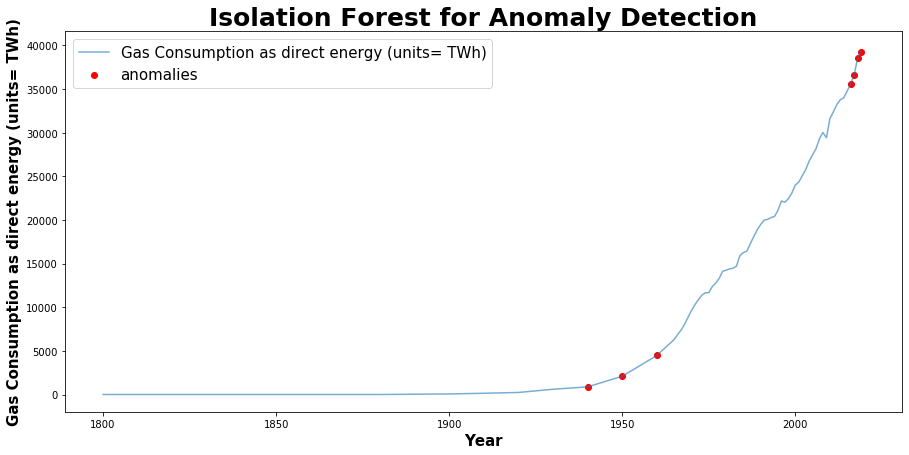 Isolation Forest for Anomaly Detection
Gas Consumption as direct energy (units= TWh)
Gas Consumption as direct energy (units= TWh)
anomalies
40000
35000
30000
25000
20000
15000
10000
5000
0
1800
1850
1900
1950
2000
Year